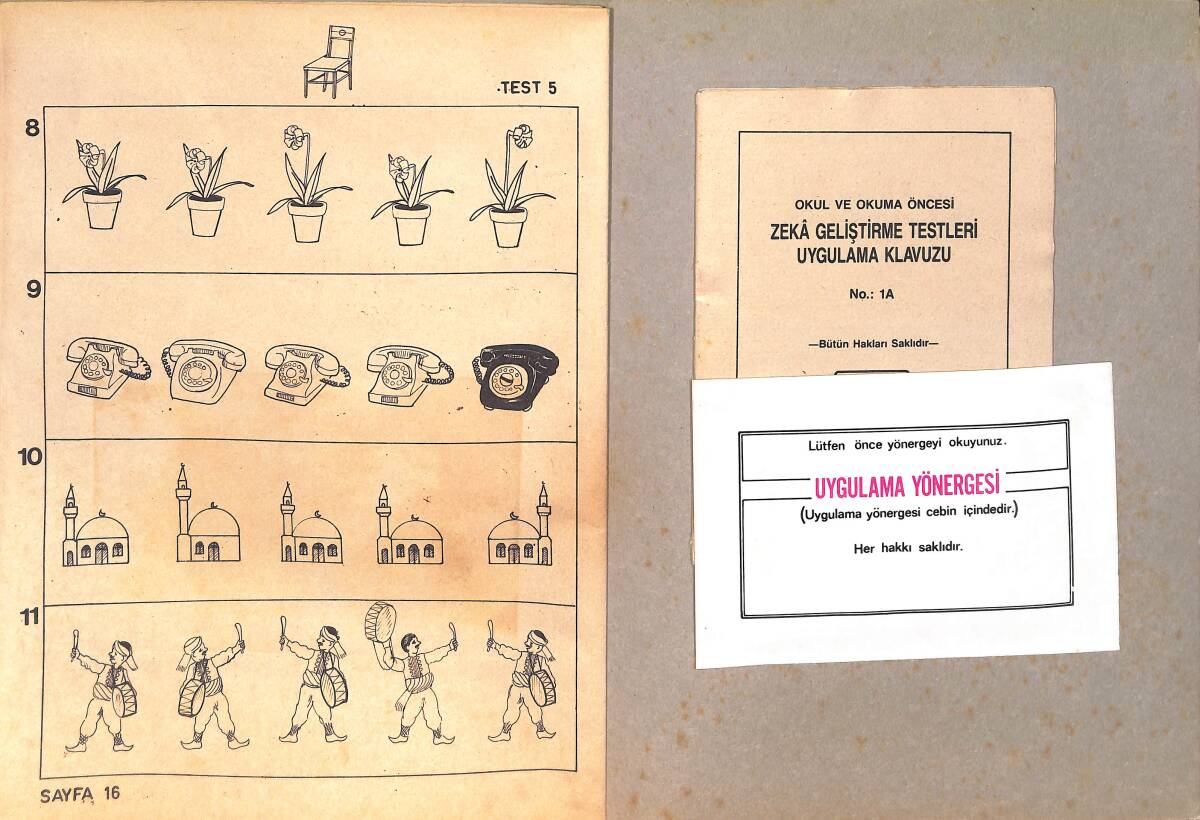 TEST 5
8
9
10
11
SAYFA 16
OKUL VE OKUMA ÖNCESİ
ZEKÂ GELİŞTİRME TESTLERİ
UYGULAMA KLAVUZU
No.: 1A
—Bütün Hakları Saklıdır—
Lütfen önce yönergeyi okuyunuz.
UYGULAMA YÖNERGESİ
(Uygulama yönergesi cebin içindedir.)
Her hakkı saklıdır.